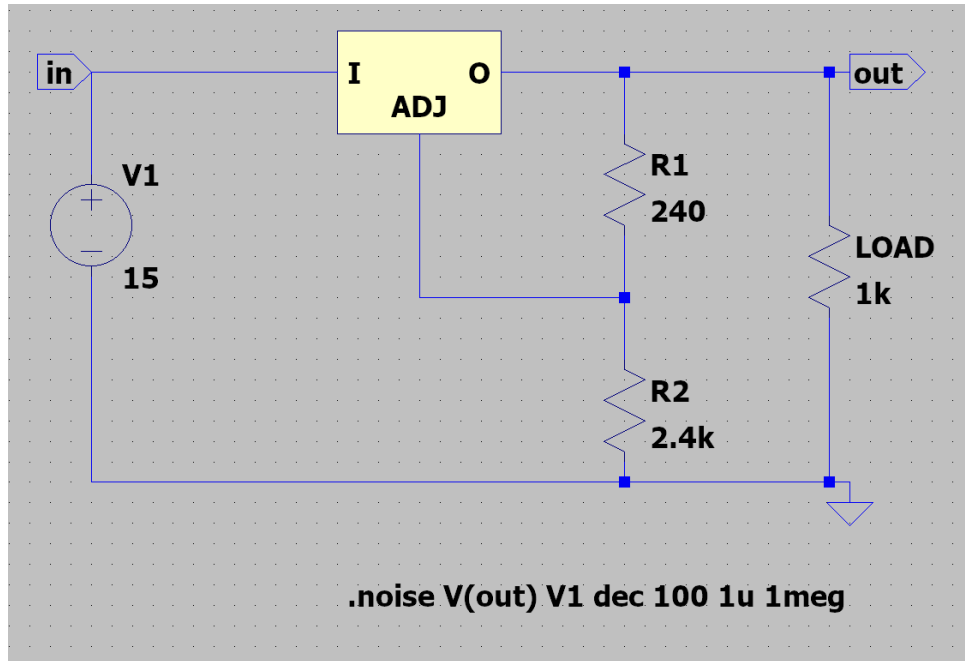 in
I O
ADJ
out
V1
15
R1
240
LOAD
1k
R2
2.4k
.noise V(out) V1 dec 100 1u 1meg